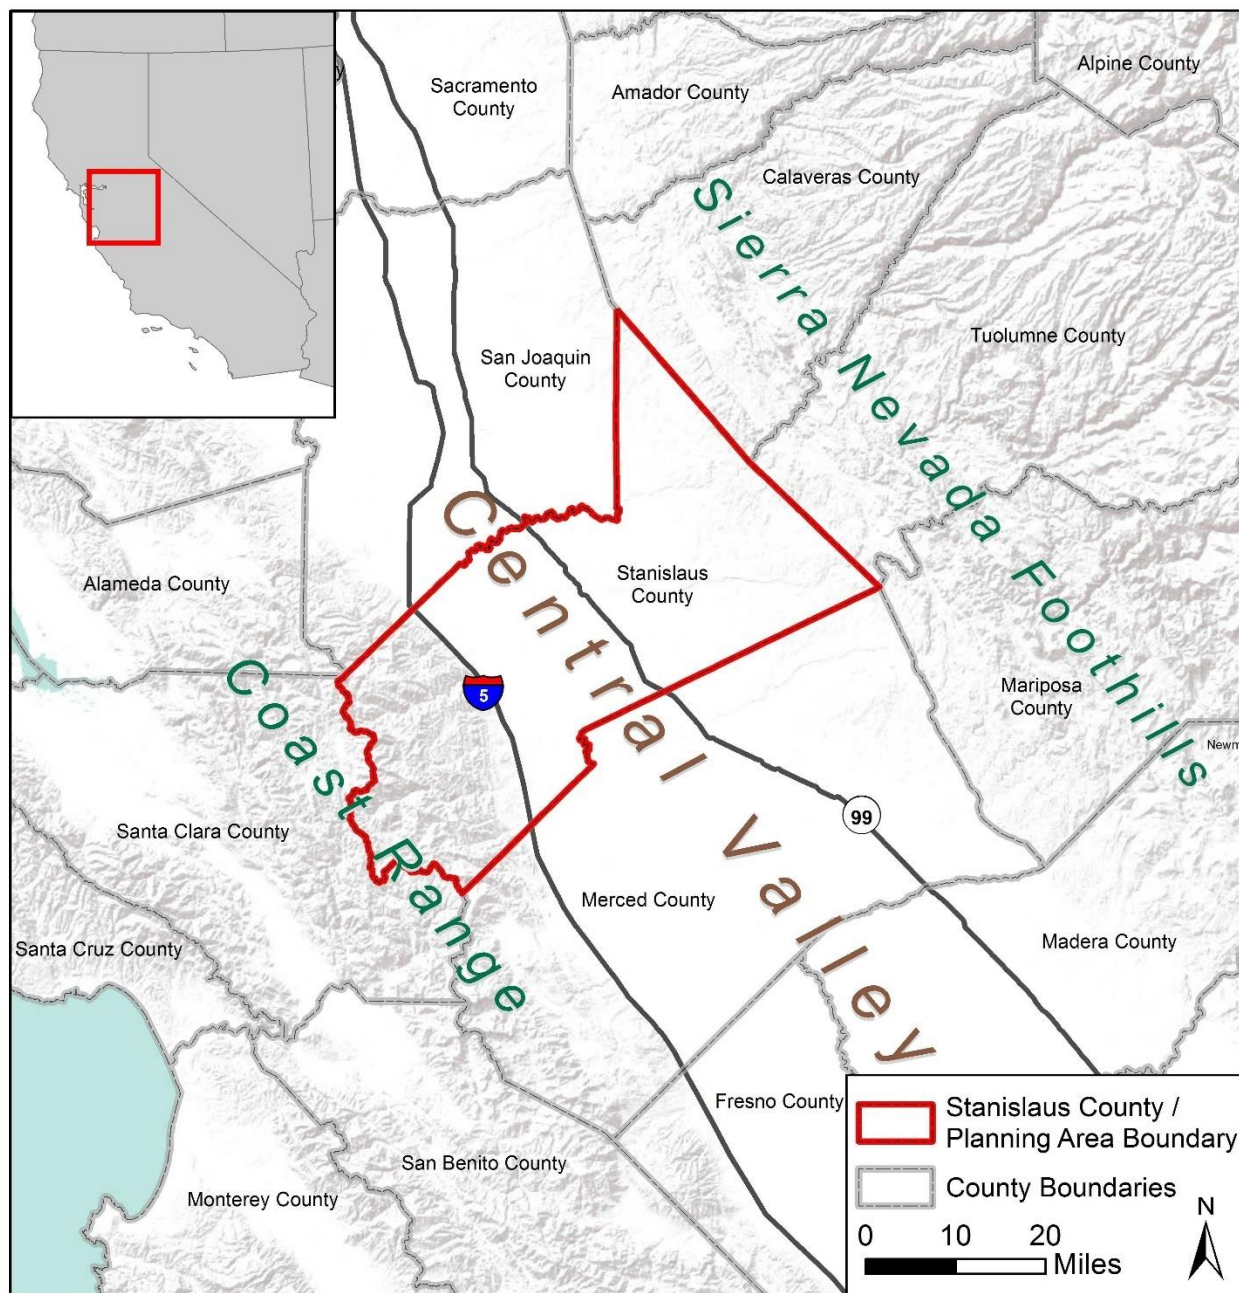 Sacramento
County
Amador County
Alpine County
Calaveras County
Sierra Nevada Foothills
Tuolumne County
San Joaquin
County
Central Valley
Stanislaus
County
Alameda County
Coast Range
5
Mariposa
County
Newm
99
Santa Clara County
Merced County
Santa Cruz County
Madera County
Fresno County
San Benito County
Monterey County
Stanislaus County /
Planning Area Boundary
County Boundaries
N
0 10 20
Miles